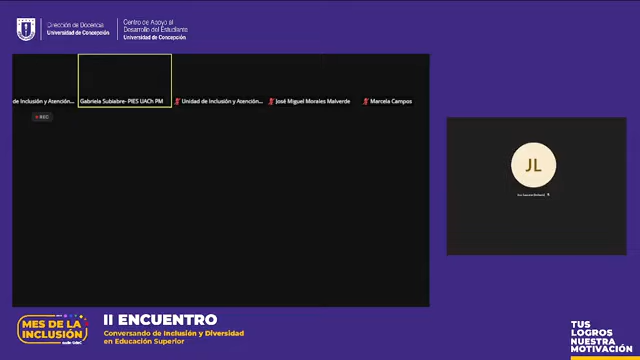 Dirección de Docencia
Universidad de Concepción
Centro de Apoyo al
Desarrollo del Estudiante
Universidad de Concepción
de Inclusión y Atención...
Gabriela Subiabre- PIES UACh PM
Unidad de Inclusión y Atención...
José Miguel Morales Malverde
Marcela Campos
REC
JL
MES DE LA
INCLUSIÓN
II ENCUENTRO
Conversando de Inclusión y Diversidad
en Educación Superior
TUS
LOGROS
NUESTRA
MOTIVACIÓN